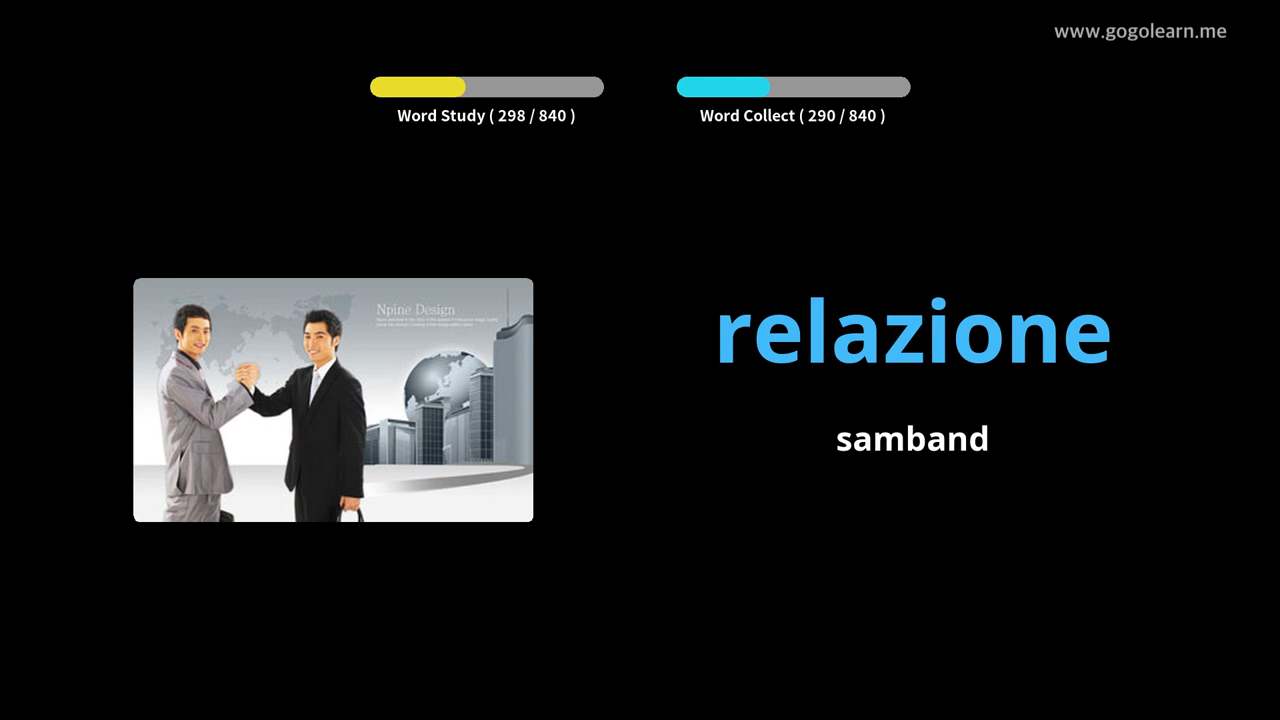 www.gogolearn.me
Word Study ( 298 / 840 )
Word Collect ( 290 / 840 )
Npine Design
relazione
samband